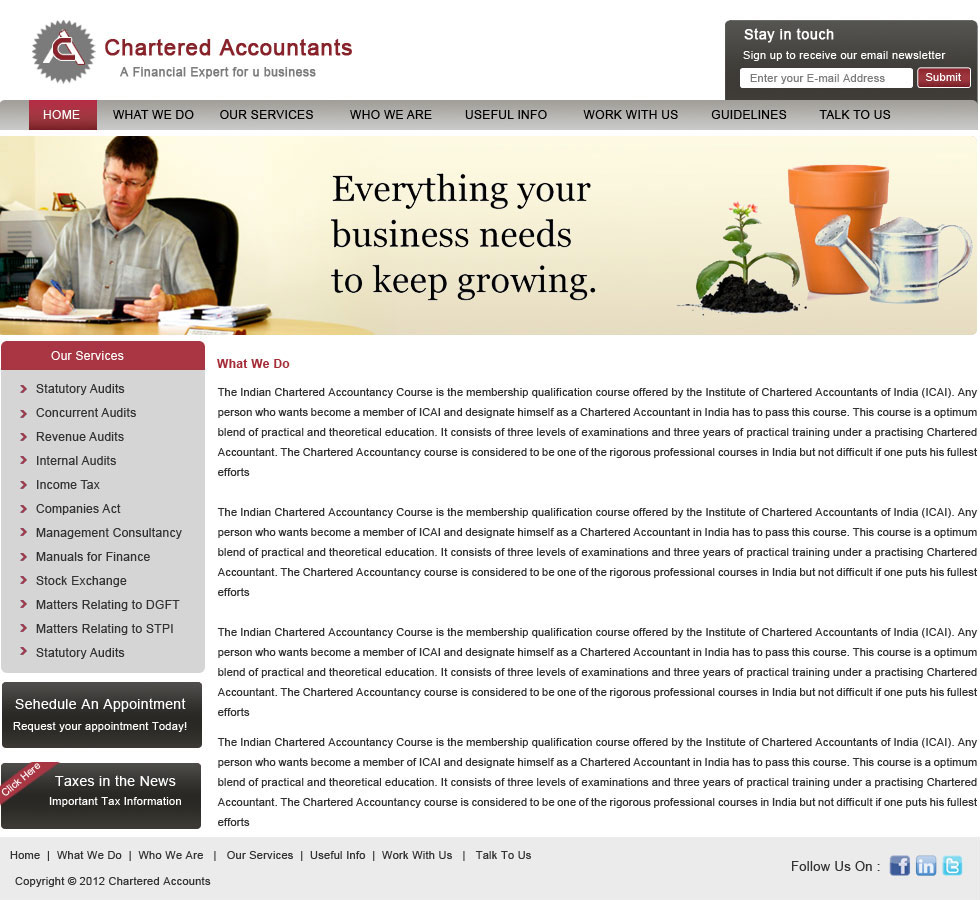 Chartered Accountants
A Financial Expert for u business
Stay in touch
Sign up to receive our email newsletter
Enter your E-mail Address
Submit
HOME WHAT WE DO OUR SERVICES WHO WE ARE USEFUL INFO WORK WITH US GUIDELINES TALK TO US
Everything your
business needs
to keep growing.
Our Services
Statutory Audits
Concurrent Audits
Revenue Audits
Internal Audits
Income Tax
Companies Act
Management Consultancy
Manuals for Finance
Stock Exchange
Matters Relating to DGFT
Matters Relating to STPI
Statutory Audits
Sehedule An Appointment
Request your appointment Today!
Click Here
Taxes in the News
Important Tax Information
What We Do
The Indian Chartered Accountancy Course is the membership qualification course offered by the Institute of Chartered Accountants of India (ICAI). Any
person who wants become a member of ICAI and designate himself as a Chartered Accountant in India has to pass this course. This course is a optimum
blend of practical and theoretical education. It consists of three levels of examinations and three years of practical training under a practising Chartered
Accountant. The Chartered Accountancy course is considered to be one of the rigorous professional courses in India but not difficult if one puts his fullest
efforts
The Indian Chartered Accountancy Course is the membership qualification course offered by the Institute of Chartered Accountants of India (ICAI). Any
person who wants become a member of ICAI and designate himself as a Chartered Accountant in India has to pass this course. This course is a optimum
blend of practical and theoretical education. It consists of three levels of examinations and three years of practical training under a practising Chartered
Accountant. The Chartered Accountancy course is considered to be one of the rigorous professional courses in India but not difficult if one puts his fullest
efforts
The Indian Chartered Accountancy Course is the membership qualification course offered by the Institute of Chartered Accountants of India (ICAI). Any
person who wants become a member of ICAI and designate himself as a Chartered Accountant in India has to pass this course. This course is a optimum
blend of practical and theoretical education. It consists of three levels of examinations and three years of practical training under a practising Chartered
Accountant. The Chartered Accountancy course is considered to be one of the rigorous professional courses in India but not difficult if one puts his fullest
efforts
The Indian Chartered Accountancy Course is the membership qualification course offered by the Institute of Chartered Accountants of India (ICAI). Any
person who wants become a member of ICAI and designate himself as a Chartered Accountant in India has to pass this course. This course is a optimum
blend of practical and theoretical education. It consists of three levels of examinations and three years of practical training under a practising Chartered
Accountant. The Chartered Accountancy course is considered to be one of the rigorous professional courses in India but not difficult if one puts his fullest
efforts
Home | What We Do | Who We Are | Our Services | Useful Info | Work With Us | Talk To Us
Copyright © 2012 Chartered Accounts
Follow Us On : f in t